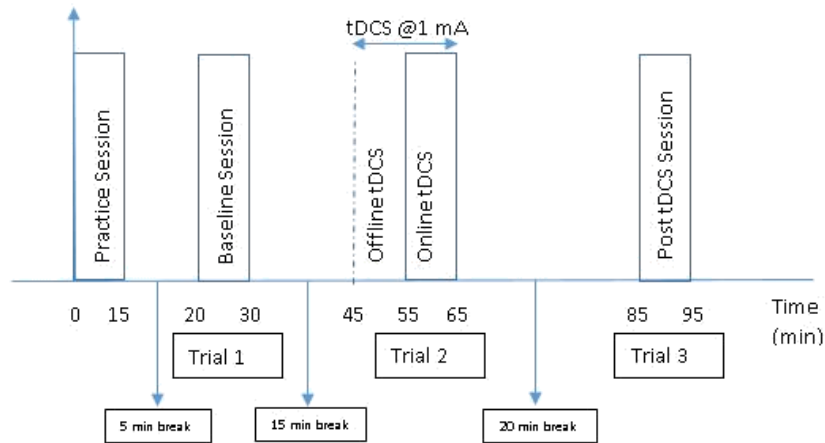 tDCS @1 mA
Practice Session
Baseline Session
Offline tDCS
Online tDCS
Post tDCS Session
0 15 20 30 45 55 65 85 95 Time
(min)
Trial 1 Trial 2 Trial 3
5 min break 15 min break 20 min break